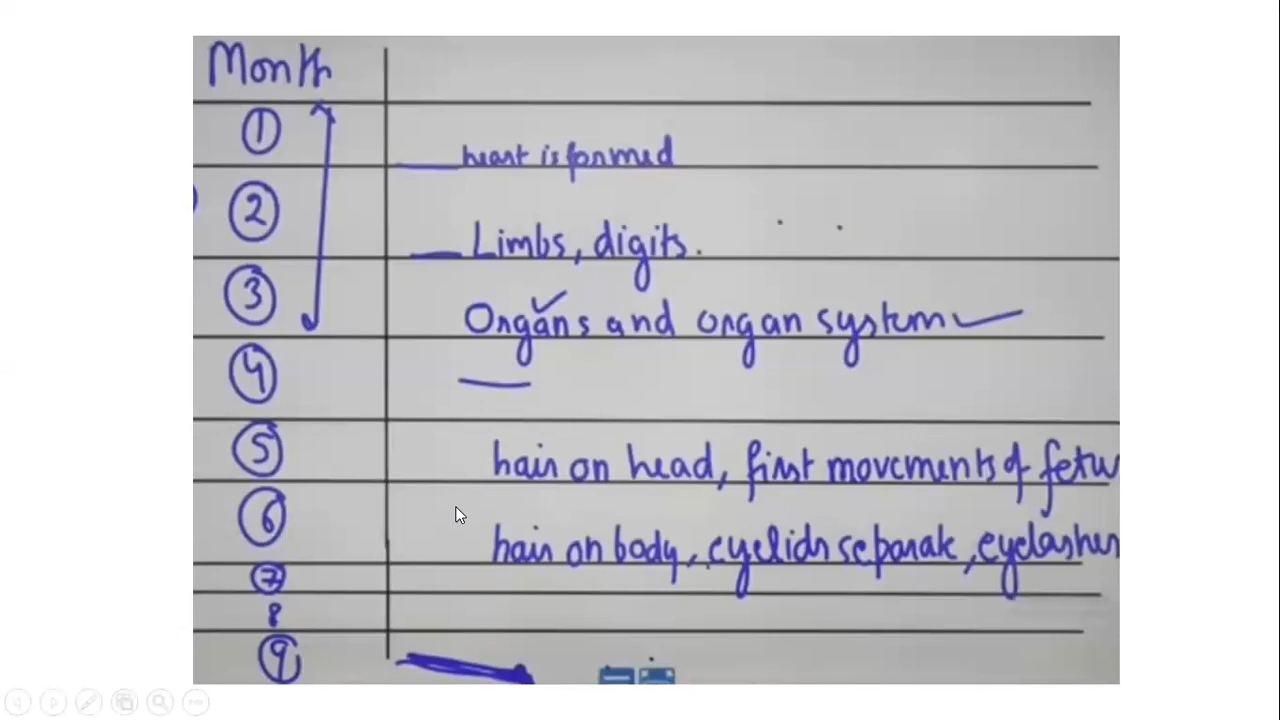 Month
1
heart is formed
2
Limbs, digits.
3
Organs and organ system
4
5
hair on head, first movements of fetu
6
hair on body, eyelids separate, eyelashes
7
8
9